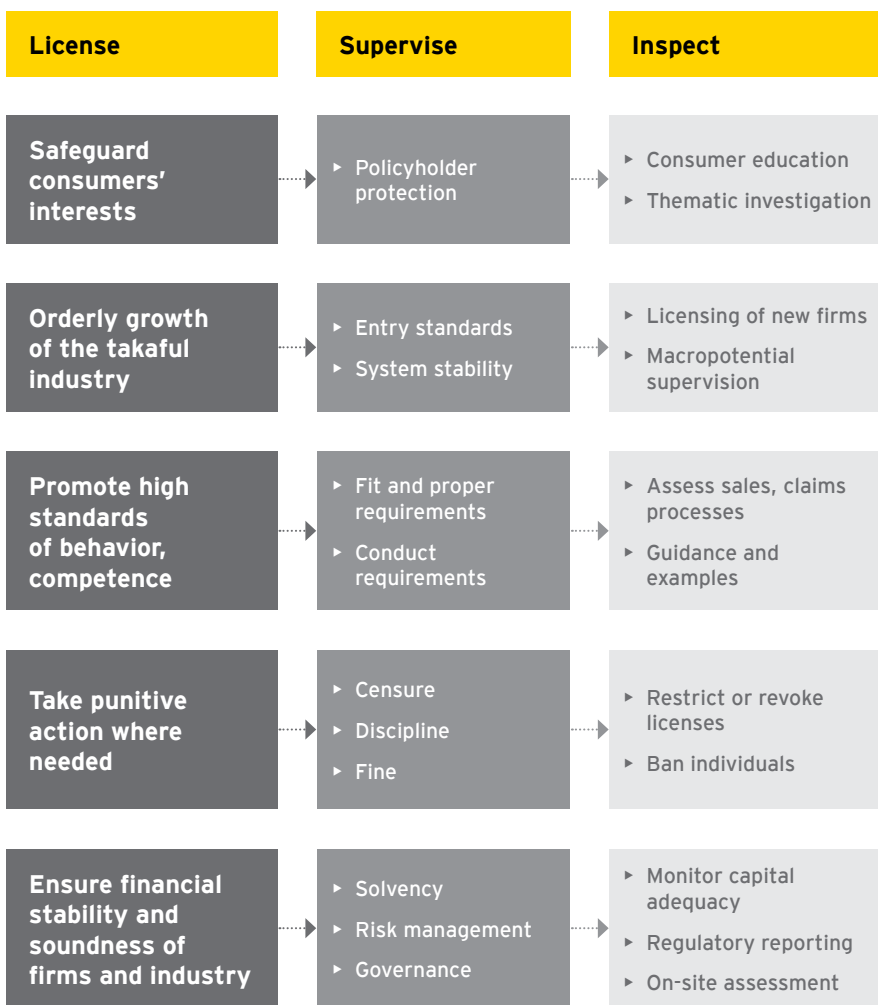 License
Supervise
Inspect
Safeguard
consumers’
interests
▸ Policyholder
protection
▸ Consumer education
▸ Thematic investigation
Orderly growth
of the takaful
industry
▸ Entry standards
▸ System stability
▸ Licensing of new firms
▸ Macropotential
supervision
Promote high
standards
of behavior,
competence
▸ Fit and proper
requirements
▸ Conduct
requirements
▸ Assess sales, claims
processes
▸ Guidance and
examples
Take punitive
action where
needed
▸ Censure
▸ Discipline
▸ Fine
▸ Restrict or revoke
licenses
▸ Ban individuals
Ensure financial
stability and
soundness of
firms and industry
▸ Solvency
▸ Risk management
▸ Governance
▸ Monitor capital
adequacy
▸ Regulatory reporting
▸ On-site assessment